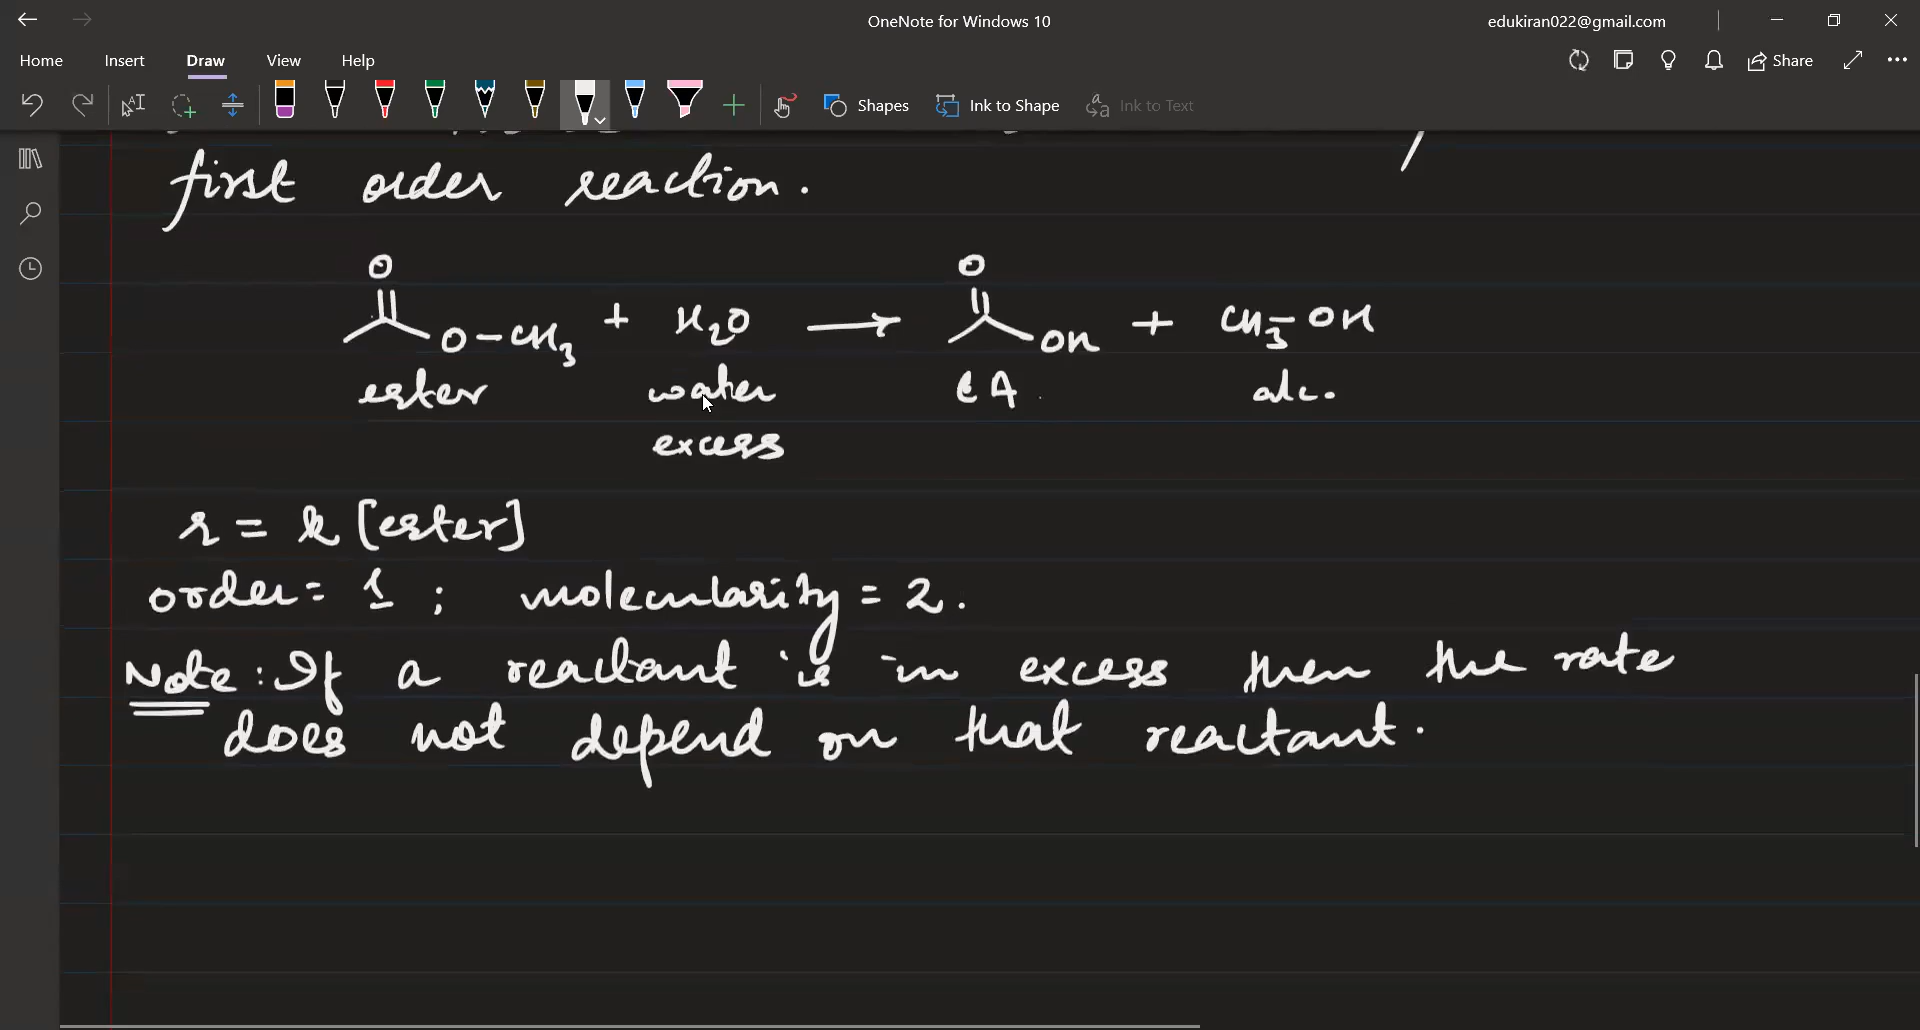 OneNote for Windows 10
edukiran022@gmail.com
Home Insert Draw View Help
Share
Shapes Ink to Shape Ink to Text
first order reaction.
O O
O-CH3 + H2O → OH + CH3-OH
ester water CA alc.
excess
r = k [ester]
order = 1 ; molecularity = 2.
Note : If a reactant is in excess then the rate
does not depend on that reactant.